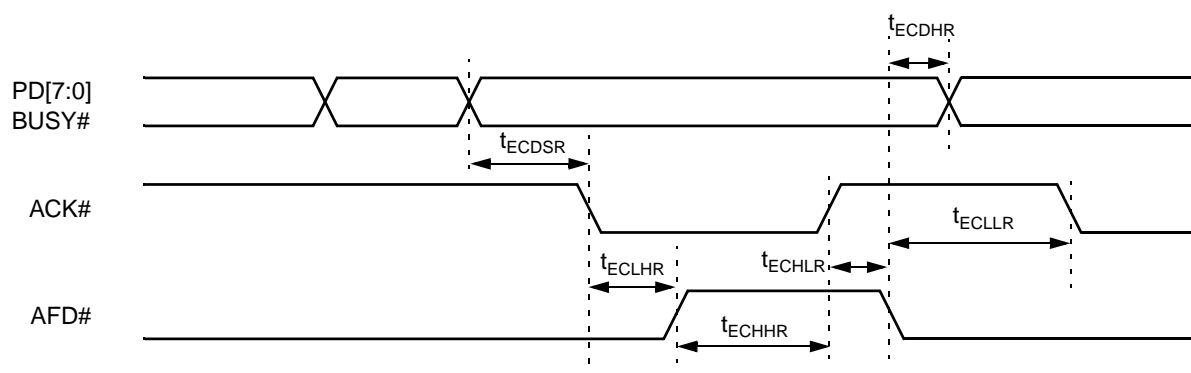 tECDHR
PD[7:0]
BUSY#
tECDSR
ACK#
tECLLR
tECLHR
tECHLR
AFD#
tECHHR